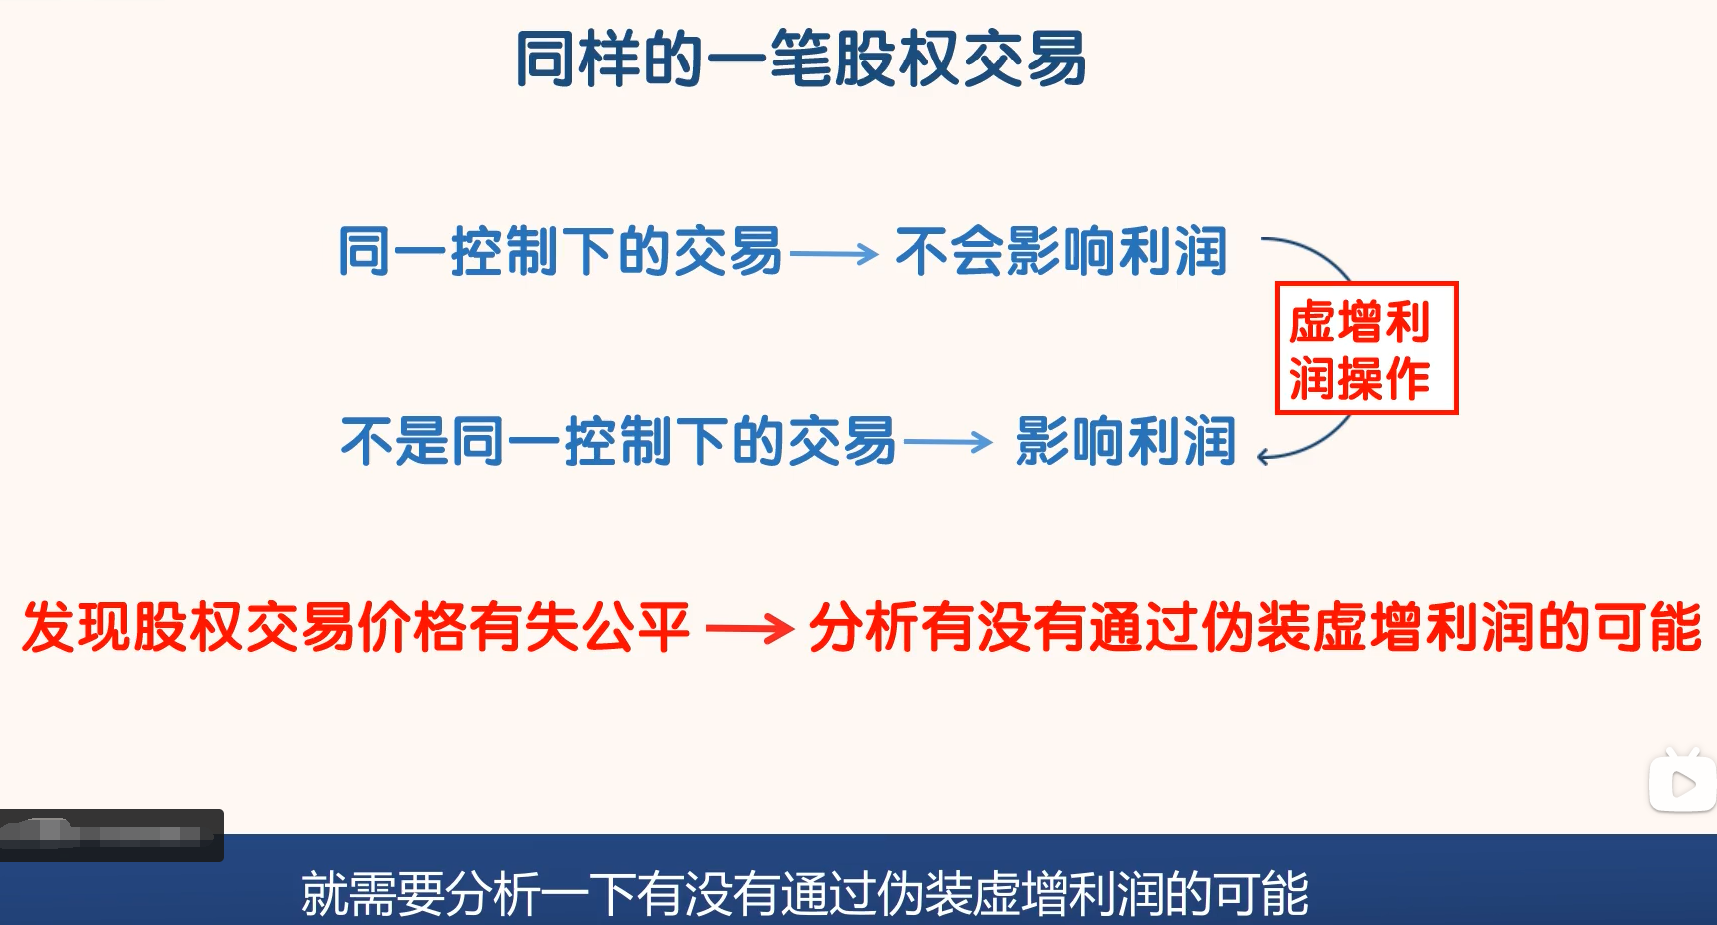 同样的一笔股权交易
同一控制下的交易 → 不会影响利润
虚增利
润操作
不是同一控制下的交易 → 影响利润
发现股权交易价格有失公平 → 分析有没有通过伪装虚增利润的可能
就需要分析一下有没有通过伪装虚增利润的可能